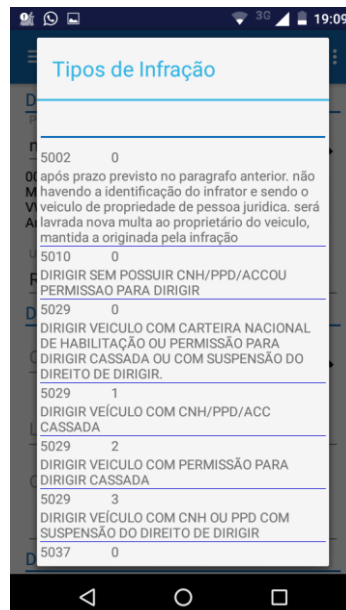 3G 19:09
Tipos de Infração
5002 0
após prazo previsto no paragrafo anterior. não
havendo a identificação do infrator e sendo o
veiculo de propriedade de pessoa juridica. será
lavrada nova multa ao proprietário do veiculo,
mantida a originada pela infração
5010 0
DIRIGIR SEM POSSUIR CNH/PPD/ACCOU
PERMISSAO PARA DIRIGIR
5029 0
DIRIGIR VEICULO COM CARTEIRA NACIONAL
DE HABILITAÇÃO OU PERMISSÃO PARA
DIRIGIR CASSADA OU COM SUSPENSÃO DO
DIREITO DE DIRIGIR.
5029 1
DIRIGIR VEÍCULO COM CNH/PPD/ACC
CASSADA
5029 2
DIRIGIR VEICULO COM PERMISSÃO PARA
DIRIGIR CASSADA
5029 3
DIRIGIR VEÍCULO COM CNH OU PPD COM
SUSPENSÃO DO DIREITO DE DIRIGIR
5037 0